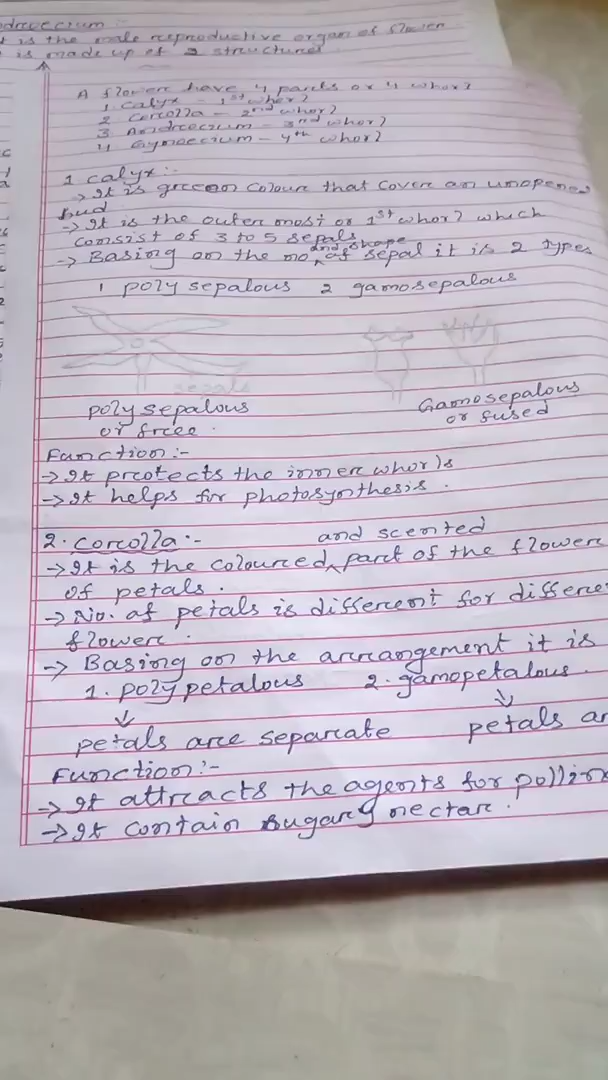 is the male reproductive organ of flower
is made up of 2 structures
A flower have 4 parts or 4 whorl
1 calyx - 1st whorl
2 corolla - 2nd whorl
3 Androecium - 3rd whorl
4 Gynoecium - 4th whorl
1 calyx :-
→ It is green colour that cover an unopened
bud
→ It is the outer most or 1st whorl which
consist of 3 to 5 sepals
and shape
→ Basing on the no. of sepal it is 2 types
1 poly sepalous 2 gamosepalous
sepals
poly sepalous
or free.
Gamosepalous
or fused
Function :-
→ It protects the inner whorls
→ It helps for photosynthesis.
2. corolla :-
and scented
→ It is the coloured part of the flower
of petals.
→ No. of petals is different for
flower.
→ Basing on the arrangement it is
1. poly petalous 2. gamopetalous.
petals are separate petals
Function :-
→ It attracts the agents for
→ It contain sugary nectar.